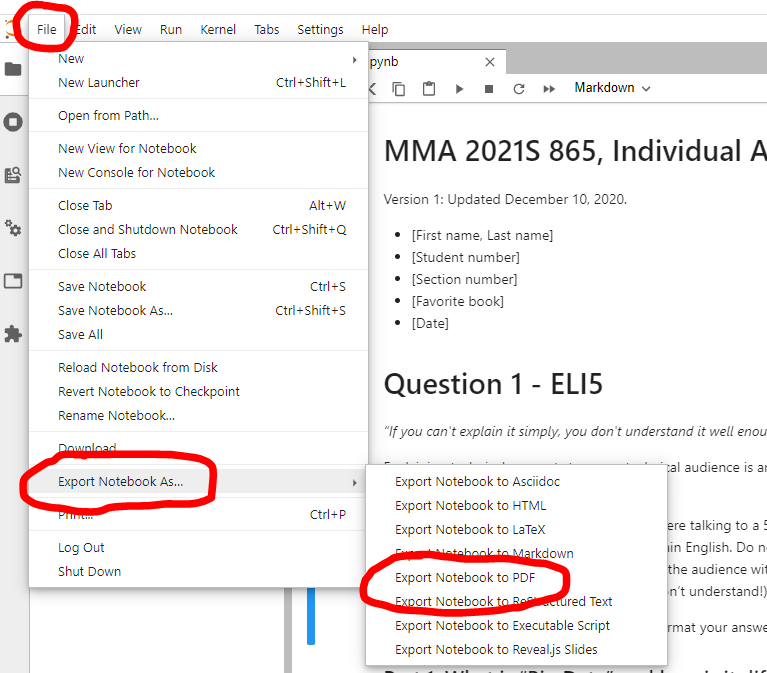 File Edit View Run Kernel Tabs Settings Help
New
New Launcher Ctrl+Shift+L
Open from Path...
New View for Notebook
New Console for Notebook
Close Tab Alt+W
Close and Shutdown Notebook Ctrl+Shift+Q
Close All Tabs
Save Notebook Ctrl+S
Save Notebook As... Ctrl+Shift+S
Save All
Reload Notebook from Disk
Revert Notebook to Checkpoint
Rename Notebook...
Download
Export Notebook As...
Print... Ctrl+P
Log Out
Shut Down
Export Notebook to Asciidoc
Export Notebook to HTML
Export Notebook to LaTeX
Export Notebook to Markdown
Export Notebook to PDF
Export Notebook to ReStructured Text
Export Notebook to Executable Script
Export Notebook to Reveal.js Slides
pynb
Markdown
MMA 2021S 865, Individual A
Version 1: Updated December 10, 2020.
[First name, Last name]
[Student number]
[Section number]
[Favorite book]
[Date]
Question 1 - ELI5
“If you can't explain it simply, you don't understand it well enou
audience is a
ere talking to a 5
in English. Do n
the audience wit
n't understand!)
rmat your answe